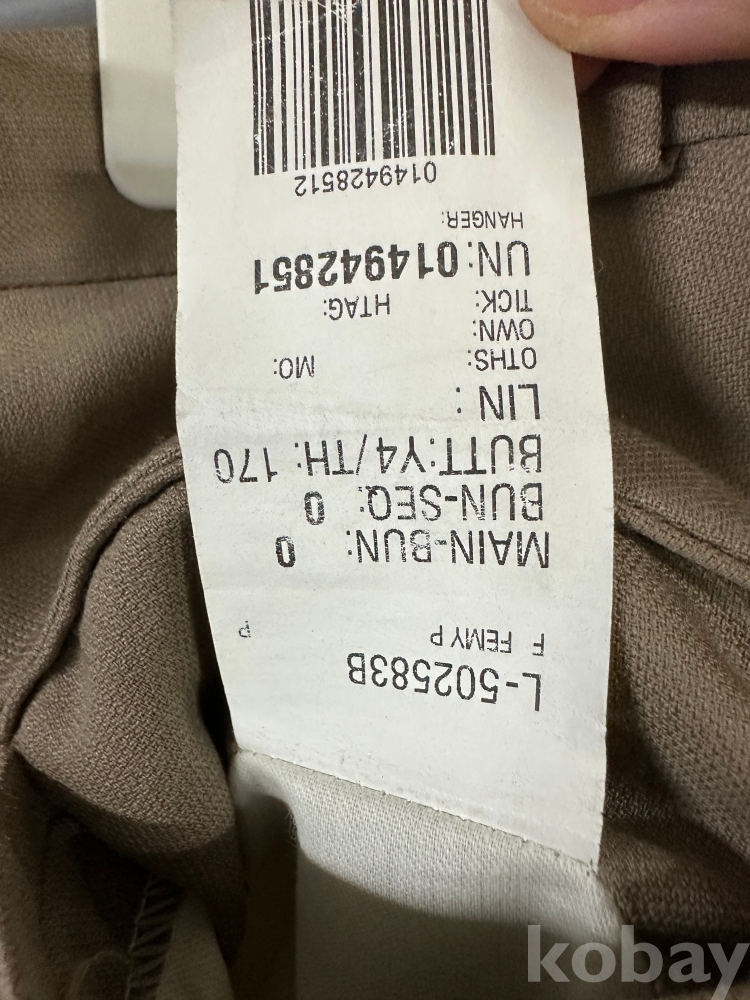 L-502583B
F FEMY P P
MAIN-BUN: 0
BUN-SEQ: 0
BUTT:Y4/TH: 170
LIN :
OTHS: MO:
OWN:
TICK: HTAG:
UN:014942851
HANGER:
0149428512
kobay